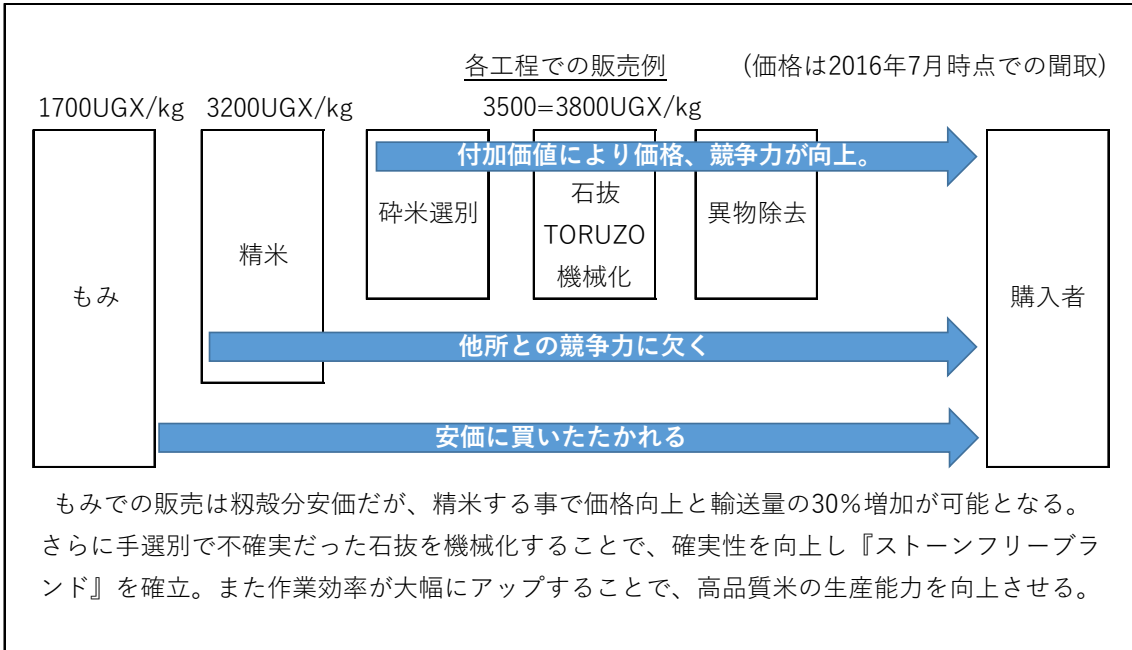 各工程での販売例
(価格は2016年7月時点での聞取)
1700UGX/kg
3200UGX/kg
3500=3800UGX/kg
付加価値により価格、競争力が向上。
もみ
精米
砕米選別
石抜
TORUZO
機械化
異物除去
購入者
他所との競争力に欠く
安価に買いたたかれる
もみでの販売は籾殻分安価だが、精米する事で価格向上と輸送量の30%増加が可能となる。
さらに手選別で不確実だった石抜を機械化することで、確実性を向上し『ストーンフリーブラ
ンド』を確立。また作業効率が大幅にアップすることで、高品質米の生産能力を向上させる。